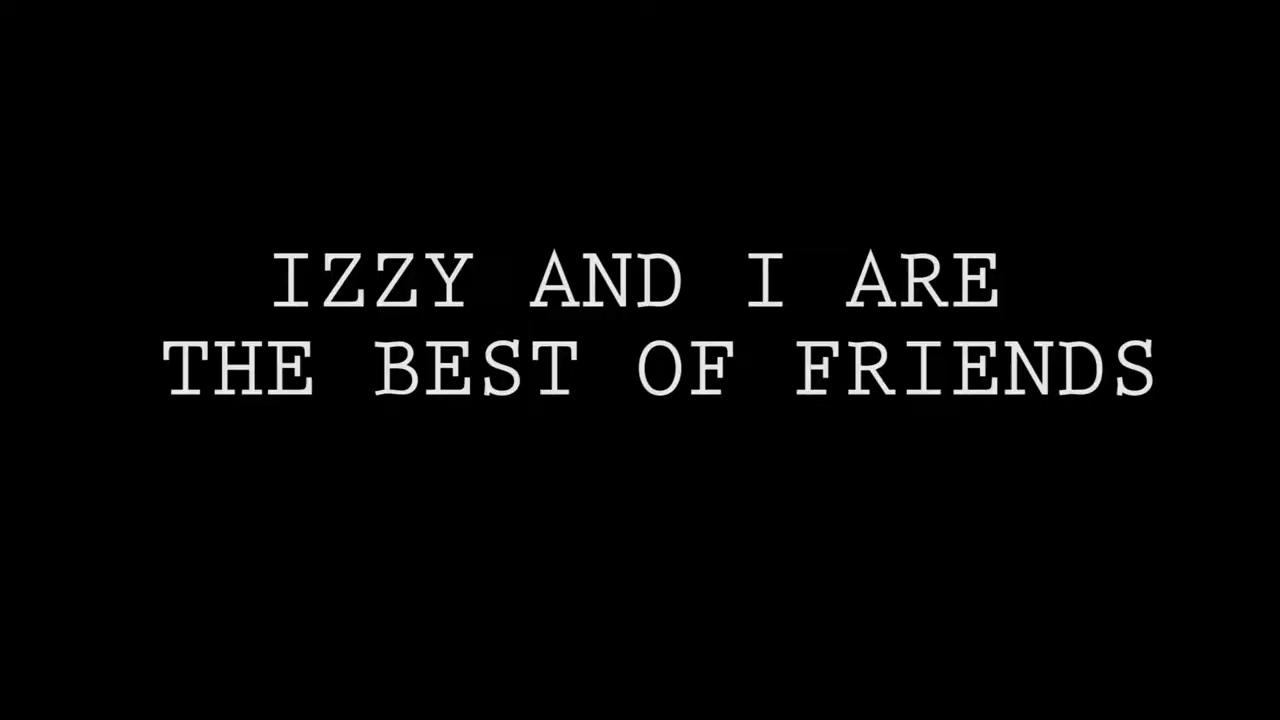 IZZY AND I ARE
THE BEST OF FRIENDS